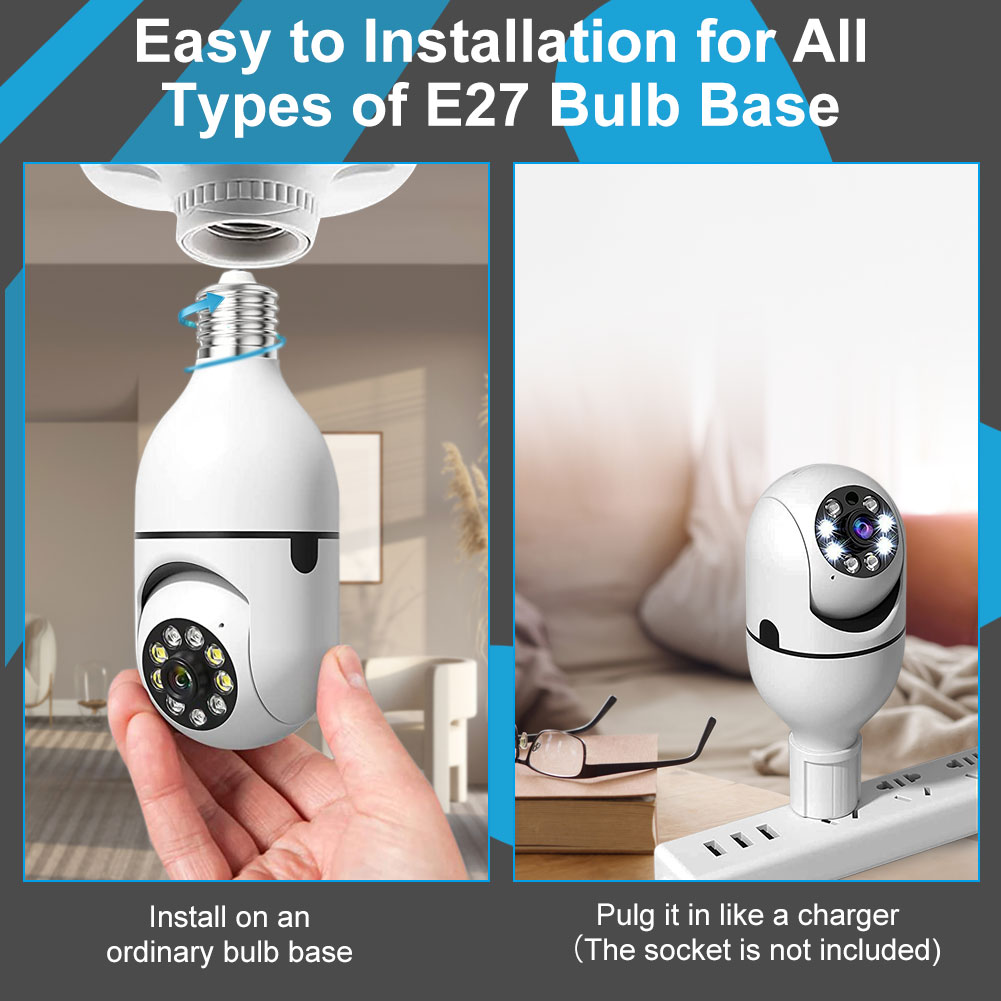 Easy to Installation for All
Types of E27 Bulb Base
Install on an
ordinary bulb base
Pulg it in like a charger
（The socket is not included)